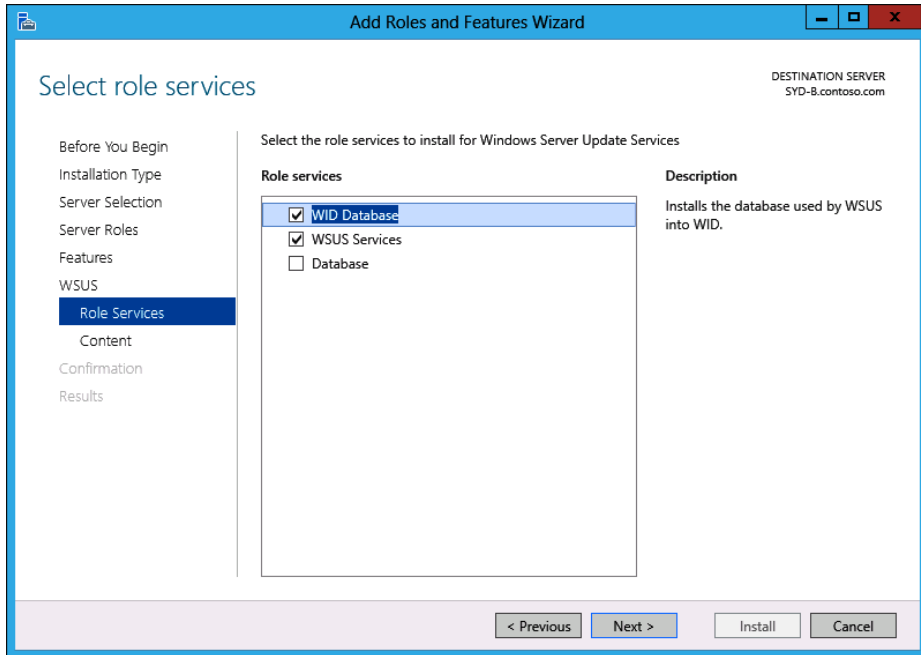 Add Roles and Features Wizard
Select role services
DESTINATION SERVER
SYD-B.contoso.com
Before You Begin
Installation Type
Server Selection
Server Roles
Features
WSUS
Role Services
Content
Confirmation
Results
Select the role services to install for Windows Server Update Services
Role services
WID Database
WSUS Services
Database
Description
Installs the database used by WSUS
into WID.
< Previous
Next >
Install
Cancel